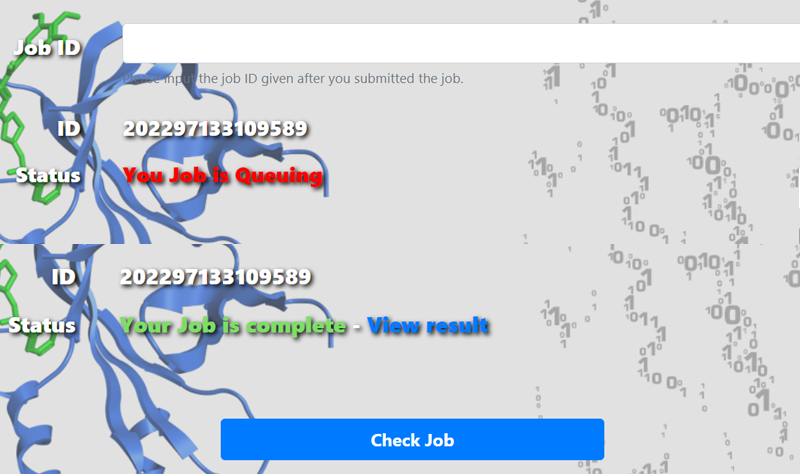 Job ID
Please input the job ID given after you submitted the job.
ID 202297133109589
Status You Job is Queuing
ID 202297133109589
Status Your Job is complete - View result
Check Job